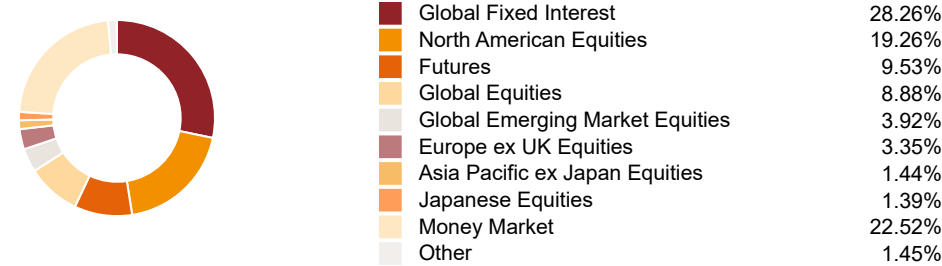 Global Fixed Interest 28.26%
North American Equities 19.26%
Futures 9.53%
Global Equities 8.88%
Global Emerging Market Equities 3.92%
Europe ex UK Equities 3.35%
Asia Pacific ex Japan Equities 1.44%
Japanese Equities 1.39%
Money Market 22.52%
Other 1.45%